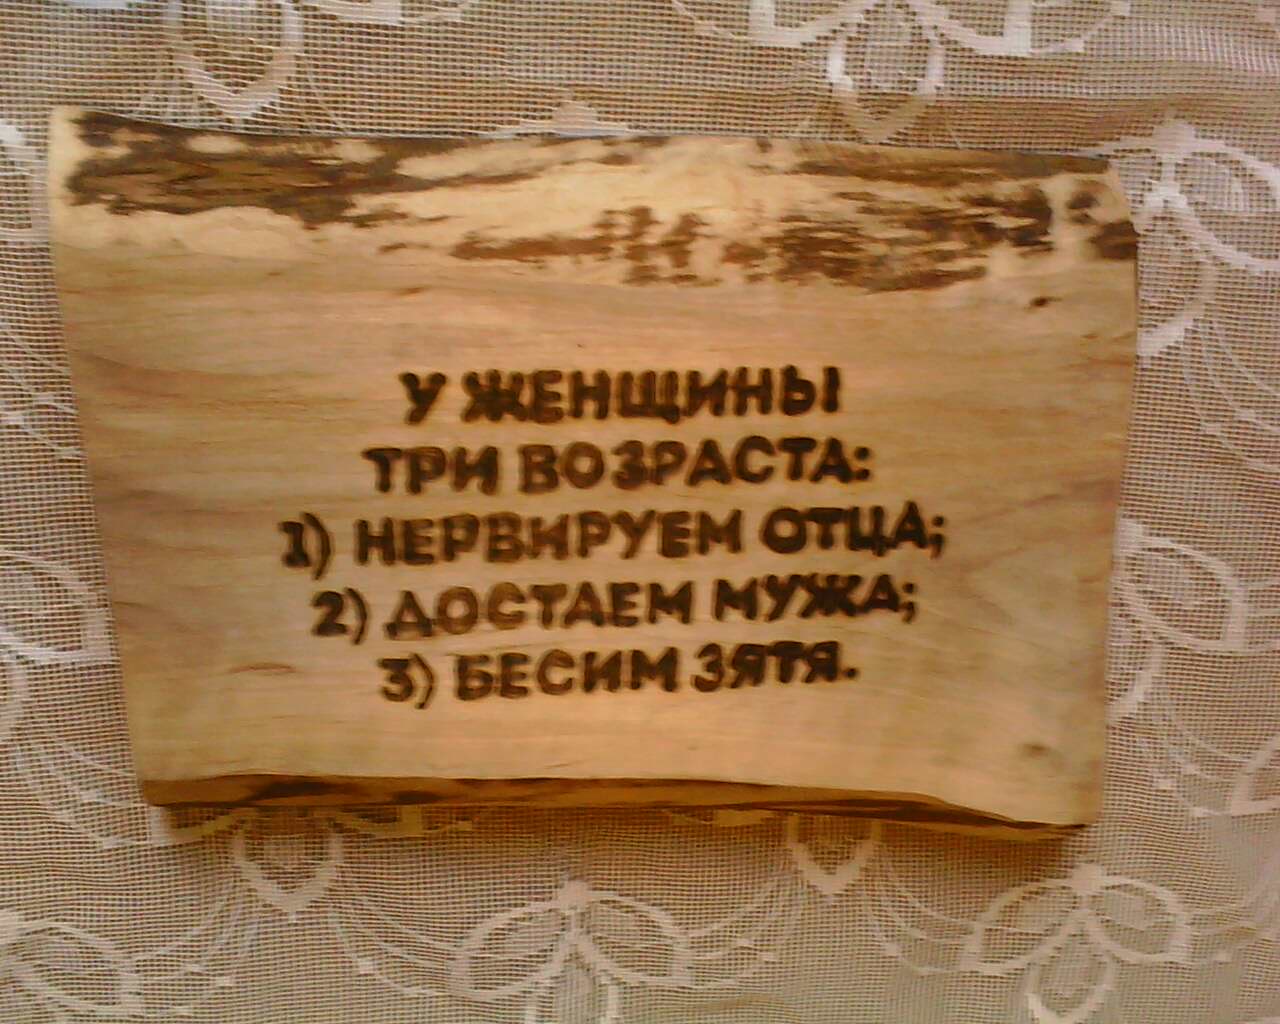 У ЖЕНЩИНЫ
ТРИ ВОЗРАСТА:
1) НЕРВИРУЕМ ОТЦА;
2) ДОСТАЕМ МУЖА;
3) БЕСИМ ЗЯТЯ.